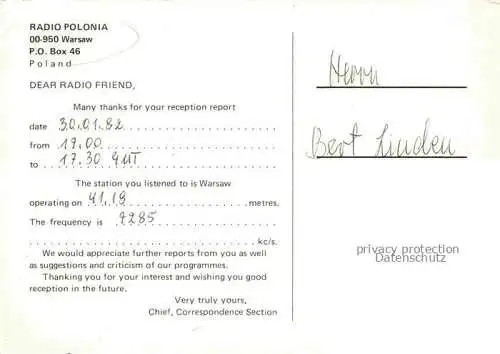 RADIO POLONIA
00-950 Warsaw
P.O. Box 46
Poland
DEAR RADIO FRIEND,
Many thanks for your reception report
date 30.01.82
from 17.00
to 17.30 GMT
The station you listened to is Warsaw
operating on 41.18 metres.
The frequency is 7285
kc/s.
We would appreciate further reports from you as well
as suggestions and criticism of our programmes.
Thanking you for your interest and wishing you good
reception in the future.
Very truly yours,
Chief, Correspondence Section
Herrn
Bert Linden
privacy protection
Datenschutz